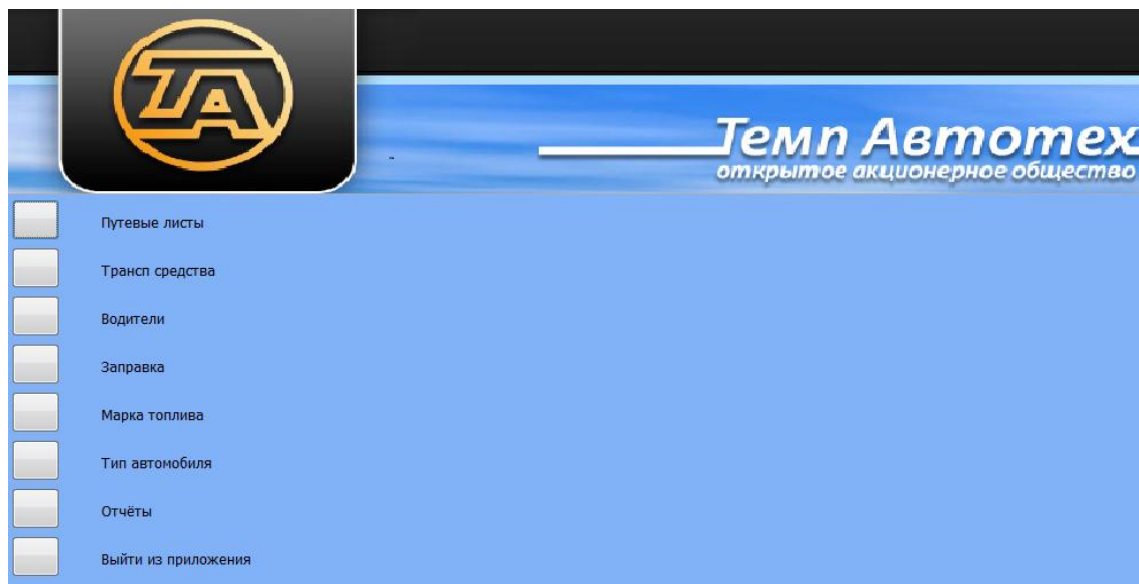 ТА
Темп Автотех
открытое акционерное общество
Путевые листы
Трансп средства
Водители
Заправка
Марка топлива
Тип автомобиля
Отчёты
Выйти из приложения